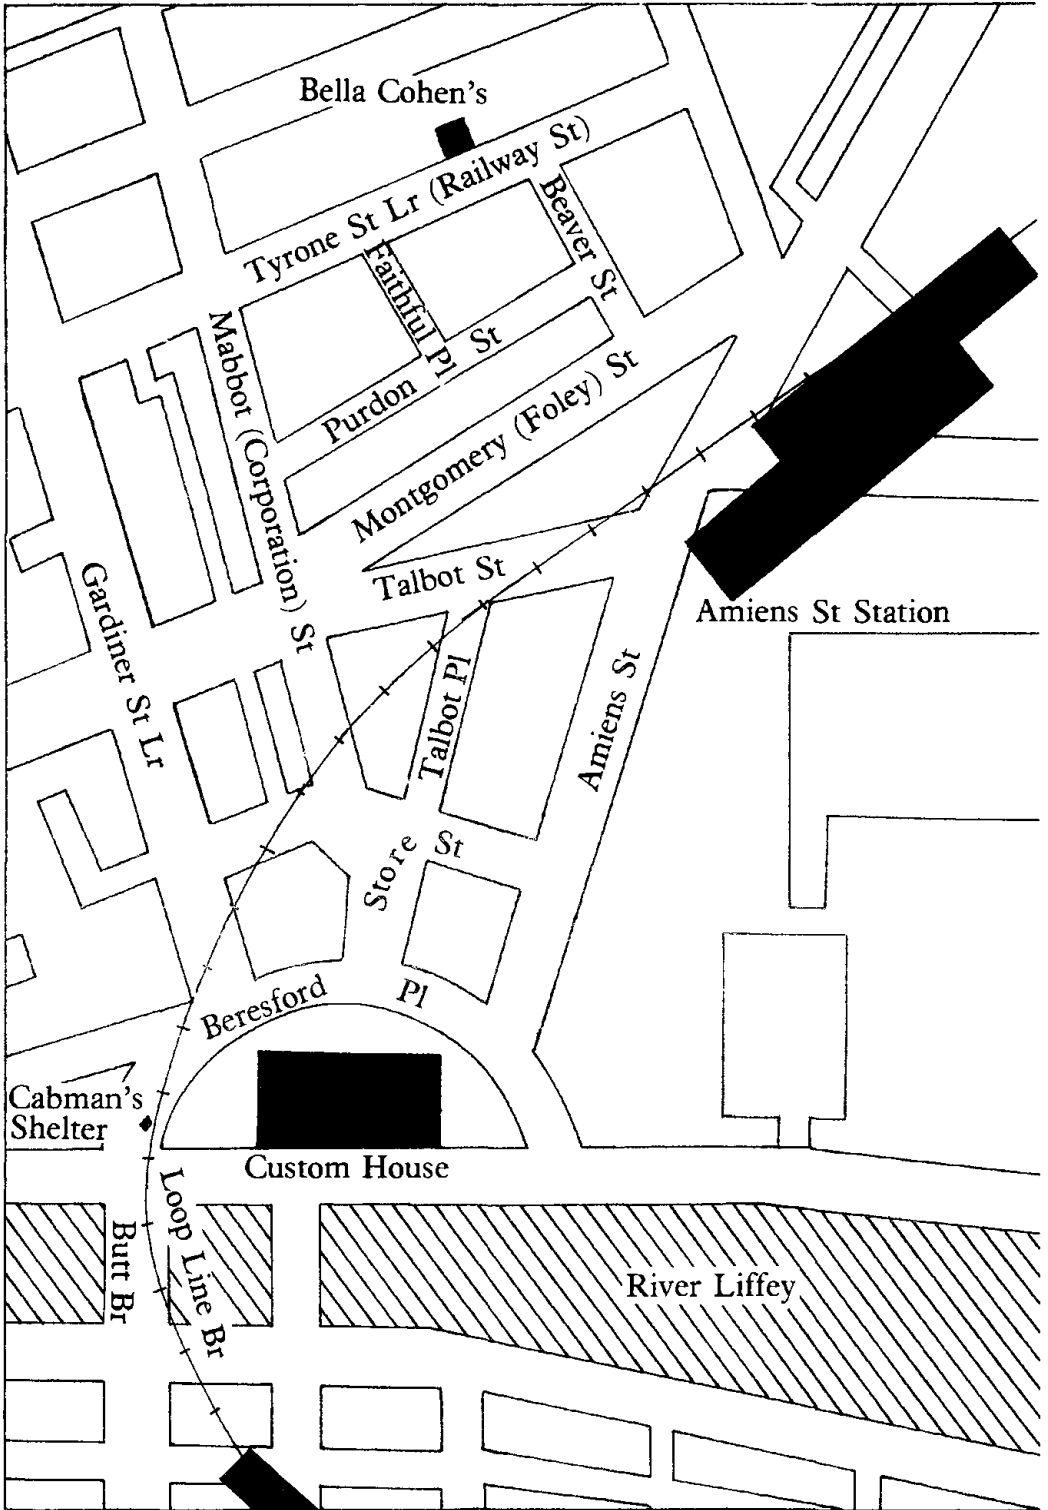 Bella Cohen's
Tyrone St Lr (Railway St)
Beaver St
Faithful Pl
Mabbot (Corporation) St
Purdon St
Montgomery (Foley) St
Talbot St
Gardiner St Lr
Amiens St Station
Talbot Pl
Amiens St
Store St
Beresford Pl
Cabman's
Shelter
Custom House
Loop Line Br
Butt Br
River Liffey